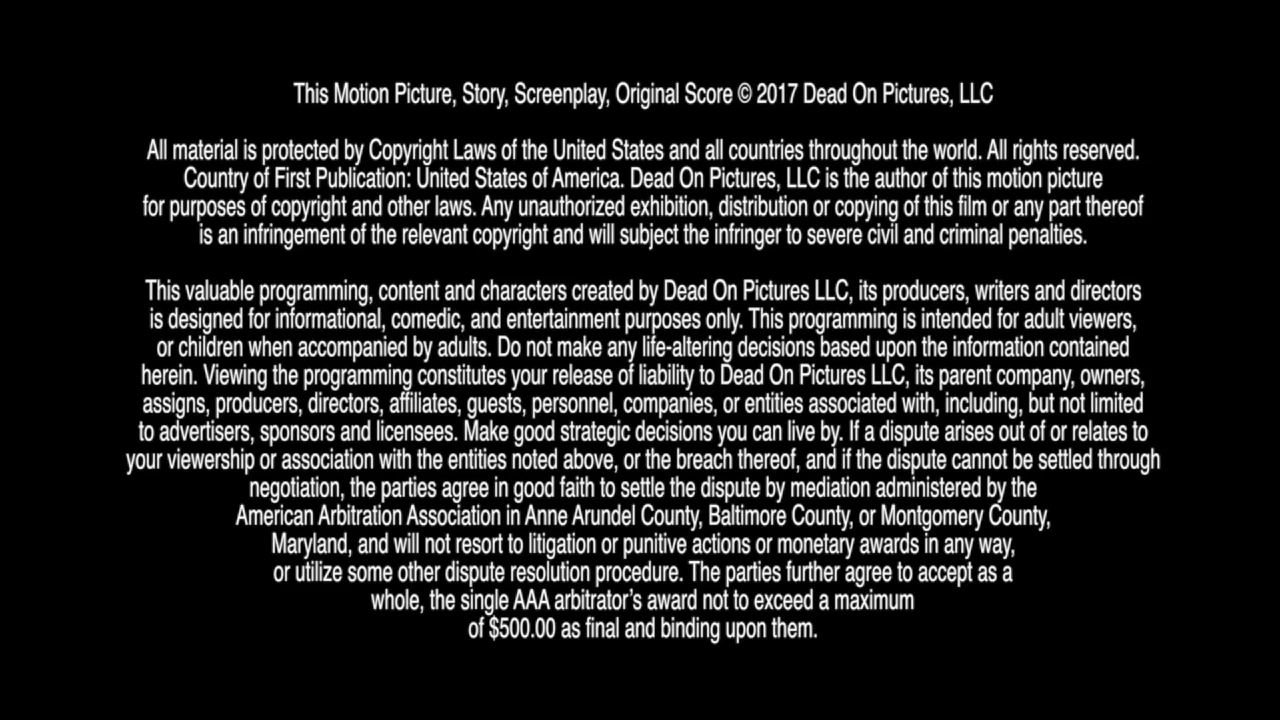 This Motion Picture, Story, Screenplay, Original Score © 2017 Dead On Pictures, LLC
All material is protected by Copyright Laws of the United States and all countries throughout the world. All rights reserved.
Country of First Publication: United States of America. Dead On Pictures, LLC is the author of this motion picture
for purposes of copyright and other laws. Any unauthorized exhibition, distribution or copying of this film or any part thereof
is an infringement of the relevant copyright and will subject the infringer to severe civil and criminal penalties.
This valuable programming, content and characters created by Dead On Pictures LLC, its producers, writers and directors
is designed for informational, comedic, and entertainment purposes only. This programming is intended for adult viewers,
or children when accompanied by adults. Do not make any life-altering decisions based upon the information contained
herein. Viewing the programming constitutes your release of liability to Dead On Pictures LLC, its parent company, owners,
assigns, producers, directors, affiliates, guests, personnel, companies, or entities associated with, including, but not limited
to advertisers, sponsors and licensees. Make good strategic decisions you can live by. If a dispute arises out of or relates to
your viewership or association with the entities noted above, or the breach thereof, and if the dispute cannot be settled through
negotiation, the parties agree in good faith to settle the dispute by mediation administered by the
American Arbitration Association in Anne Arundel County, Baltimore County, or Montgomery County,
Maryland, and will not resort to litigation or punitive actions or monetary awards in any way,
or utilize some other dispute resolution procedure. The parties further agree to accept as a
whole, the single AAA arbitrator's award not to exceed a maximum
of $500.00 as final and binding upon them.